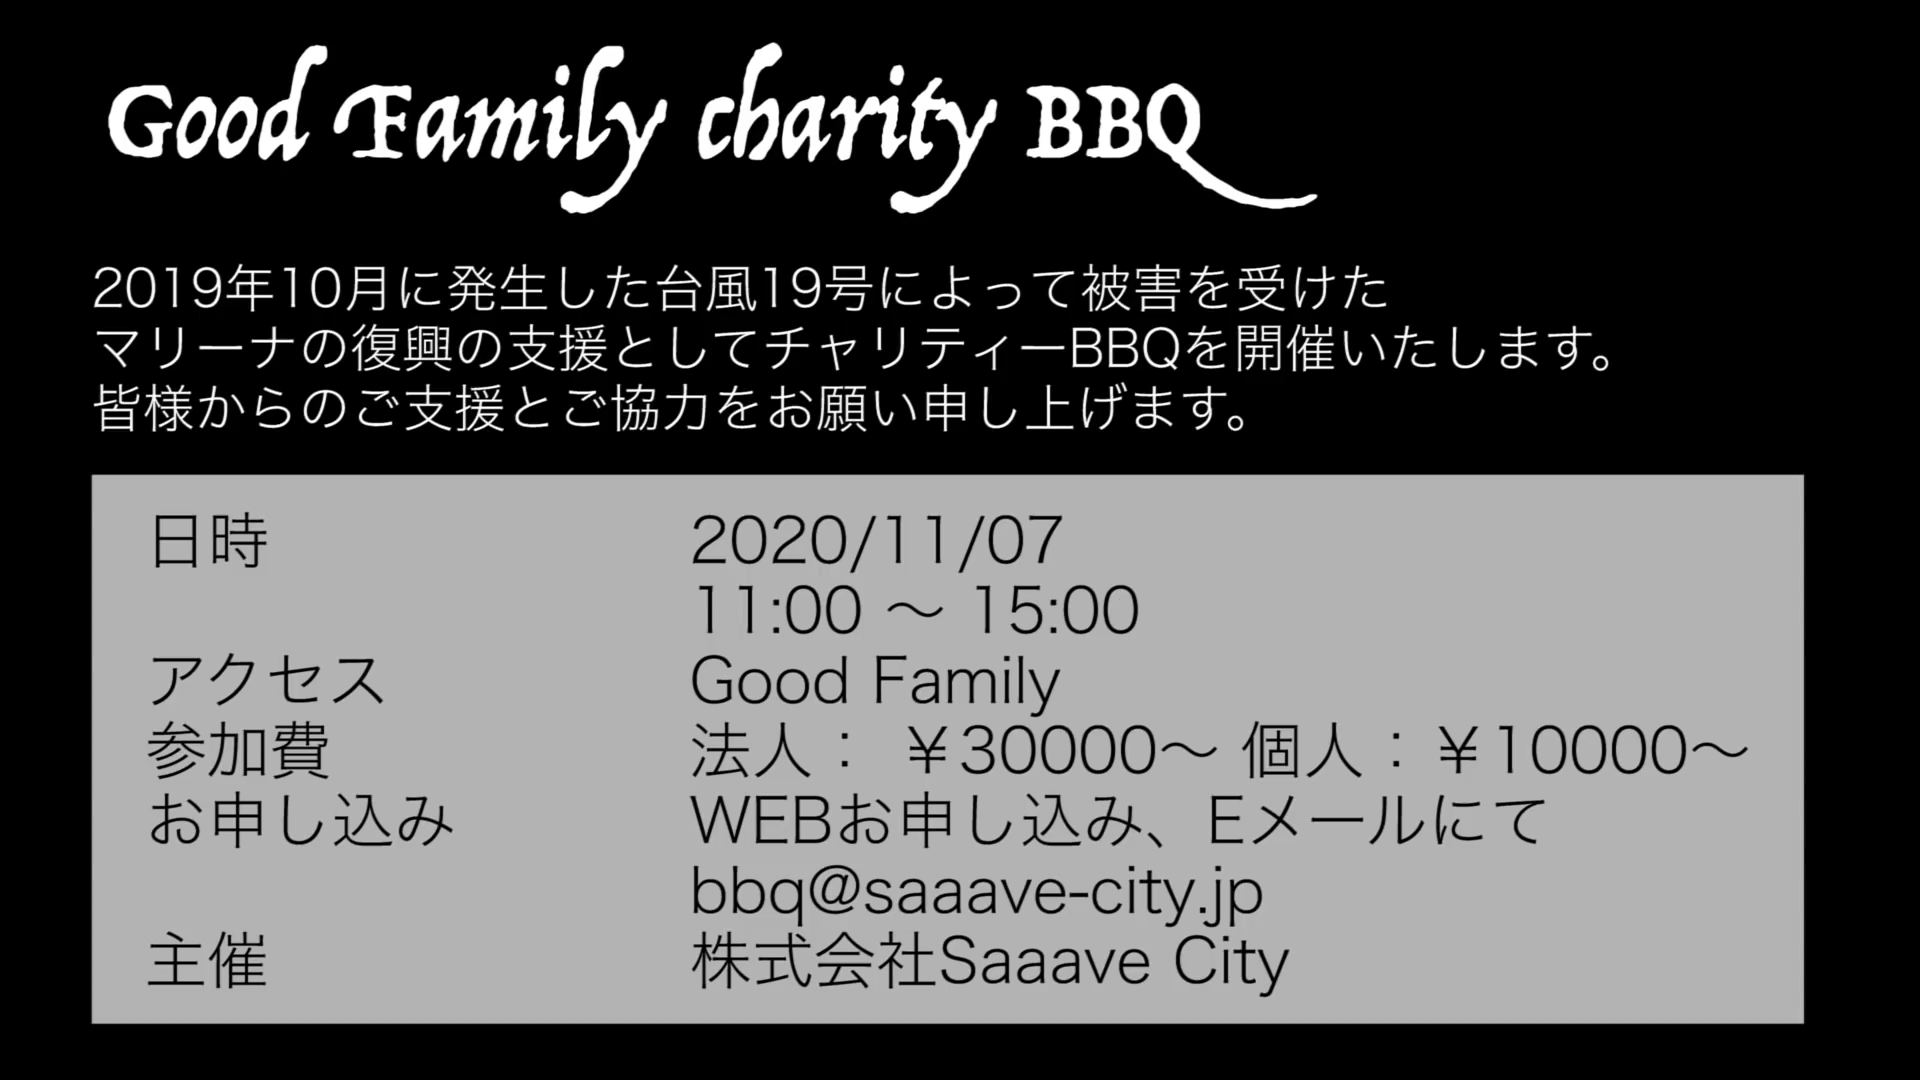 Good Family charity BBQ
2019年10月に発生した台風19号によって被害を受けた
マリーナの復興の支援としてチャリティーBBQを開催いたします。
皆様からのご支援とご協力をお願い申し上げます。
日時 2020/11/07
11:00 〜 15:00
アクセス Good Family
参加費 法人： ￥30000〜 個人：￥10000〜
お申し込み WEBお申し込み、Eメールにて
bbq@saaave-city.jp
主催 株式会社Saaave City